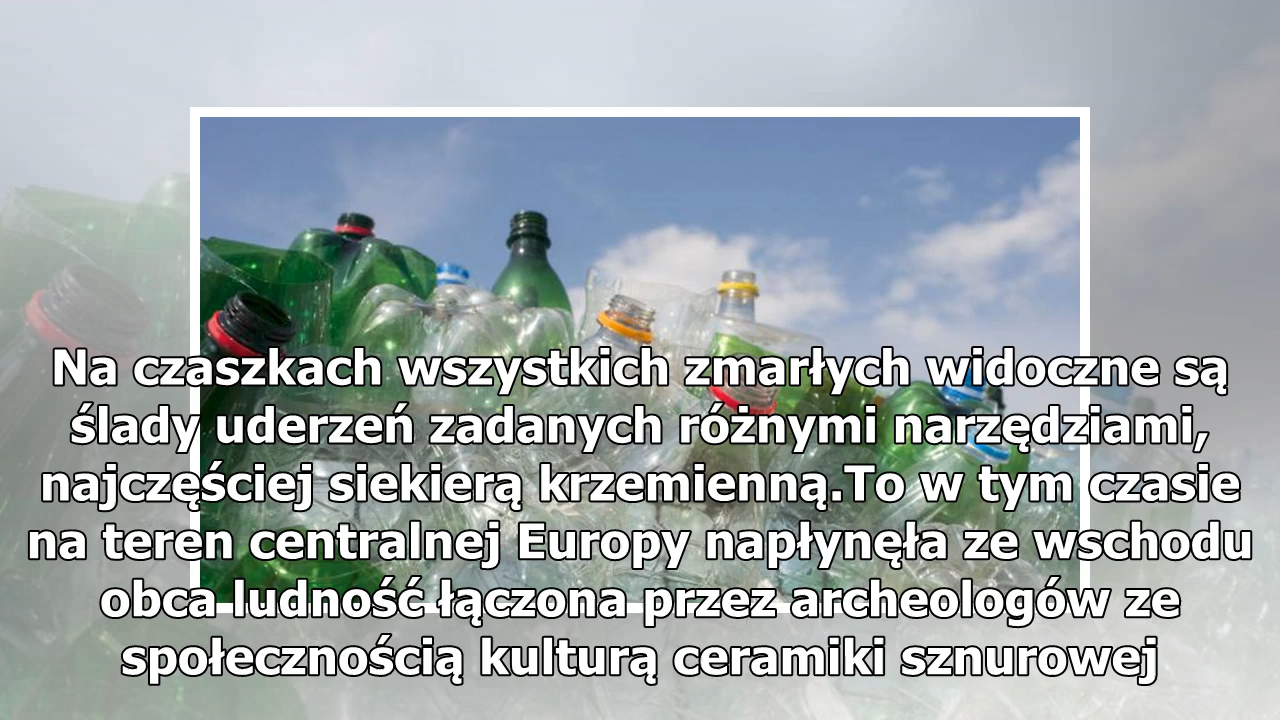 Na czaszkach wszystkich zmarłych widoczne są
ślady uderzeń zadanych różnymi narzędziami,
najczęściej siekierą krzemienną.To w tym czasie
na teren centralnej Europy napłynęła ze wschodu
obca ludność łączona przez archeologów ze
społecznością kulturą ceramiki sznurowej